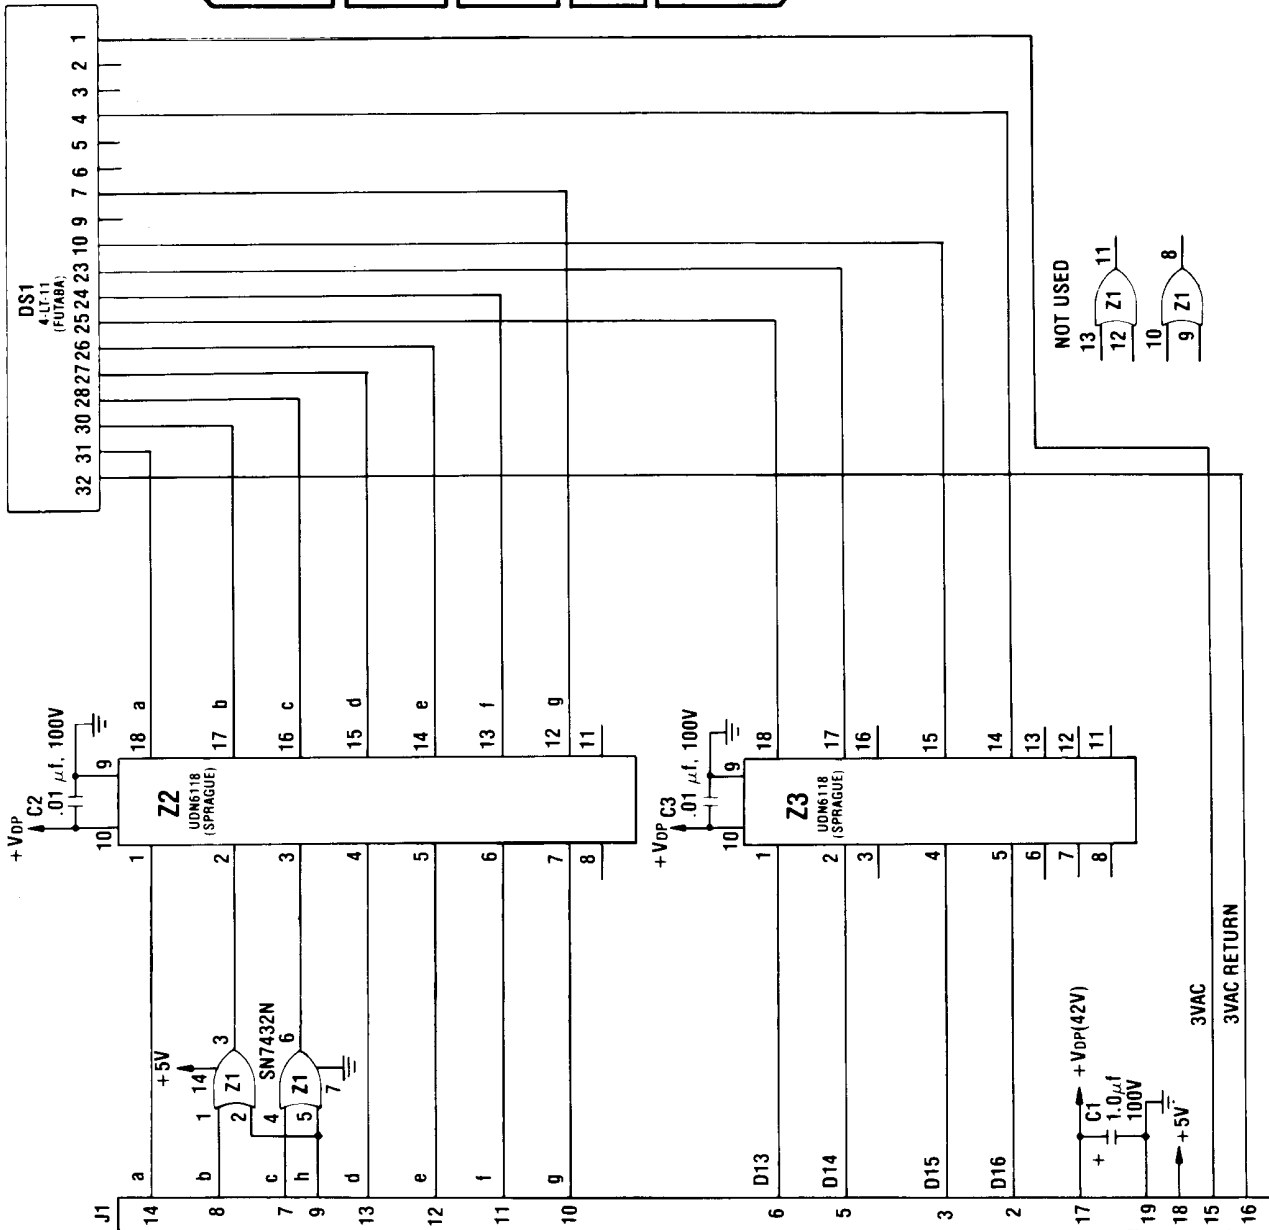 DS1
4-LT-11
(FUTABA)
1
2
3
4
5
6
7
9
10
23
24
25
26
27
28
30
31
32
NOT USED
13
12
Z1
11
10
9
Z1
8
+VDP
C2
.01 µf, 100V
10
9
Z2
UDN6118
(SPRAGUE)
18 a
17 b
16 c
15 d
14 e
13 f
12 g
11
1
2
3
4
5
6
7
8
+VDP
C3
.01 µf, 100V
10
9
Z3
UDN6118
(SPRAGUE)
18
17
16
15
14
13
12
11
1
2
3
4
5
6
7
8
+5V
14
1
2
Z1
3
SN7432N
4
5
Z1
6
7
J1
14 a
8 b
7 c
9 h
13 d
12 e
11 f
10 g
6 D13
5 D14
3 D15
2 D16
17
+VDP(42V)
+
C1
1.0µf
100V
19
18
+5V
15
3VAC
16
3VAC RETURN